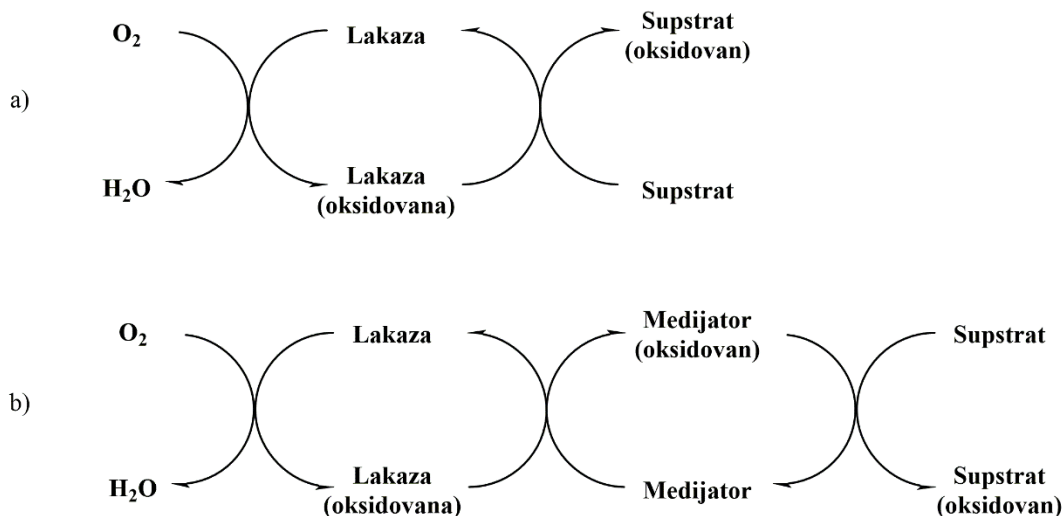 a)
O₂
Lakaza
Supstrat
(oksidovan)
H₂O
Lakaza
(oksidovana)
Supstrat
b)
O₂
Lakaza
Medijator
(oksidovan)
Supstrat
H₂O
Lakaza
(oksidovana)
Medijator
Supstrat
(oksidovan)